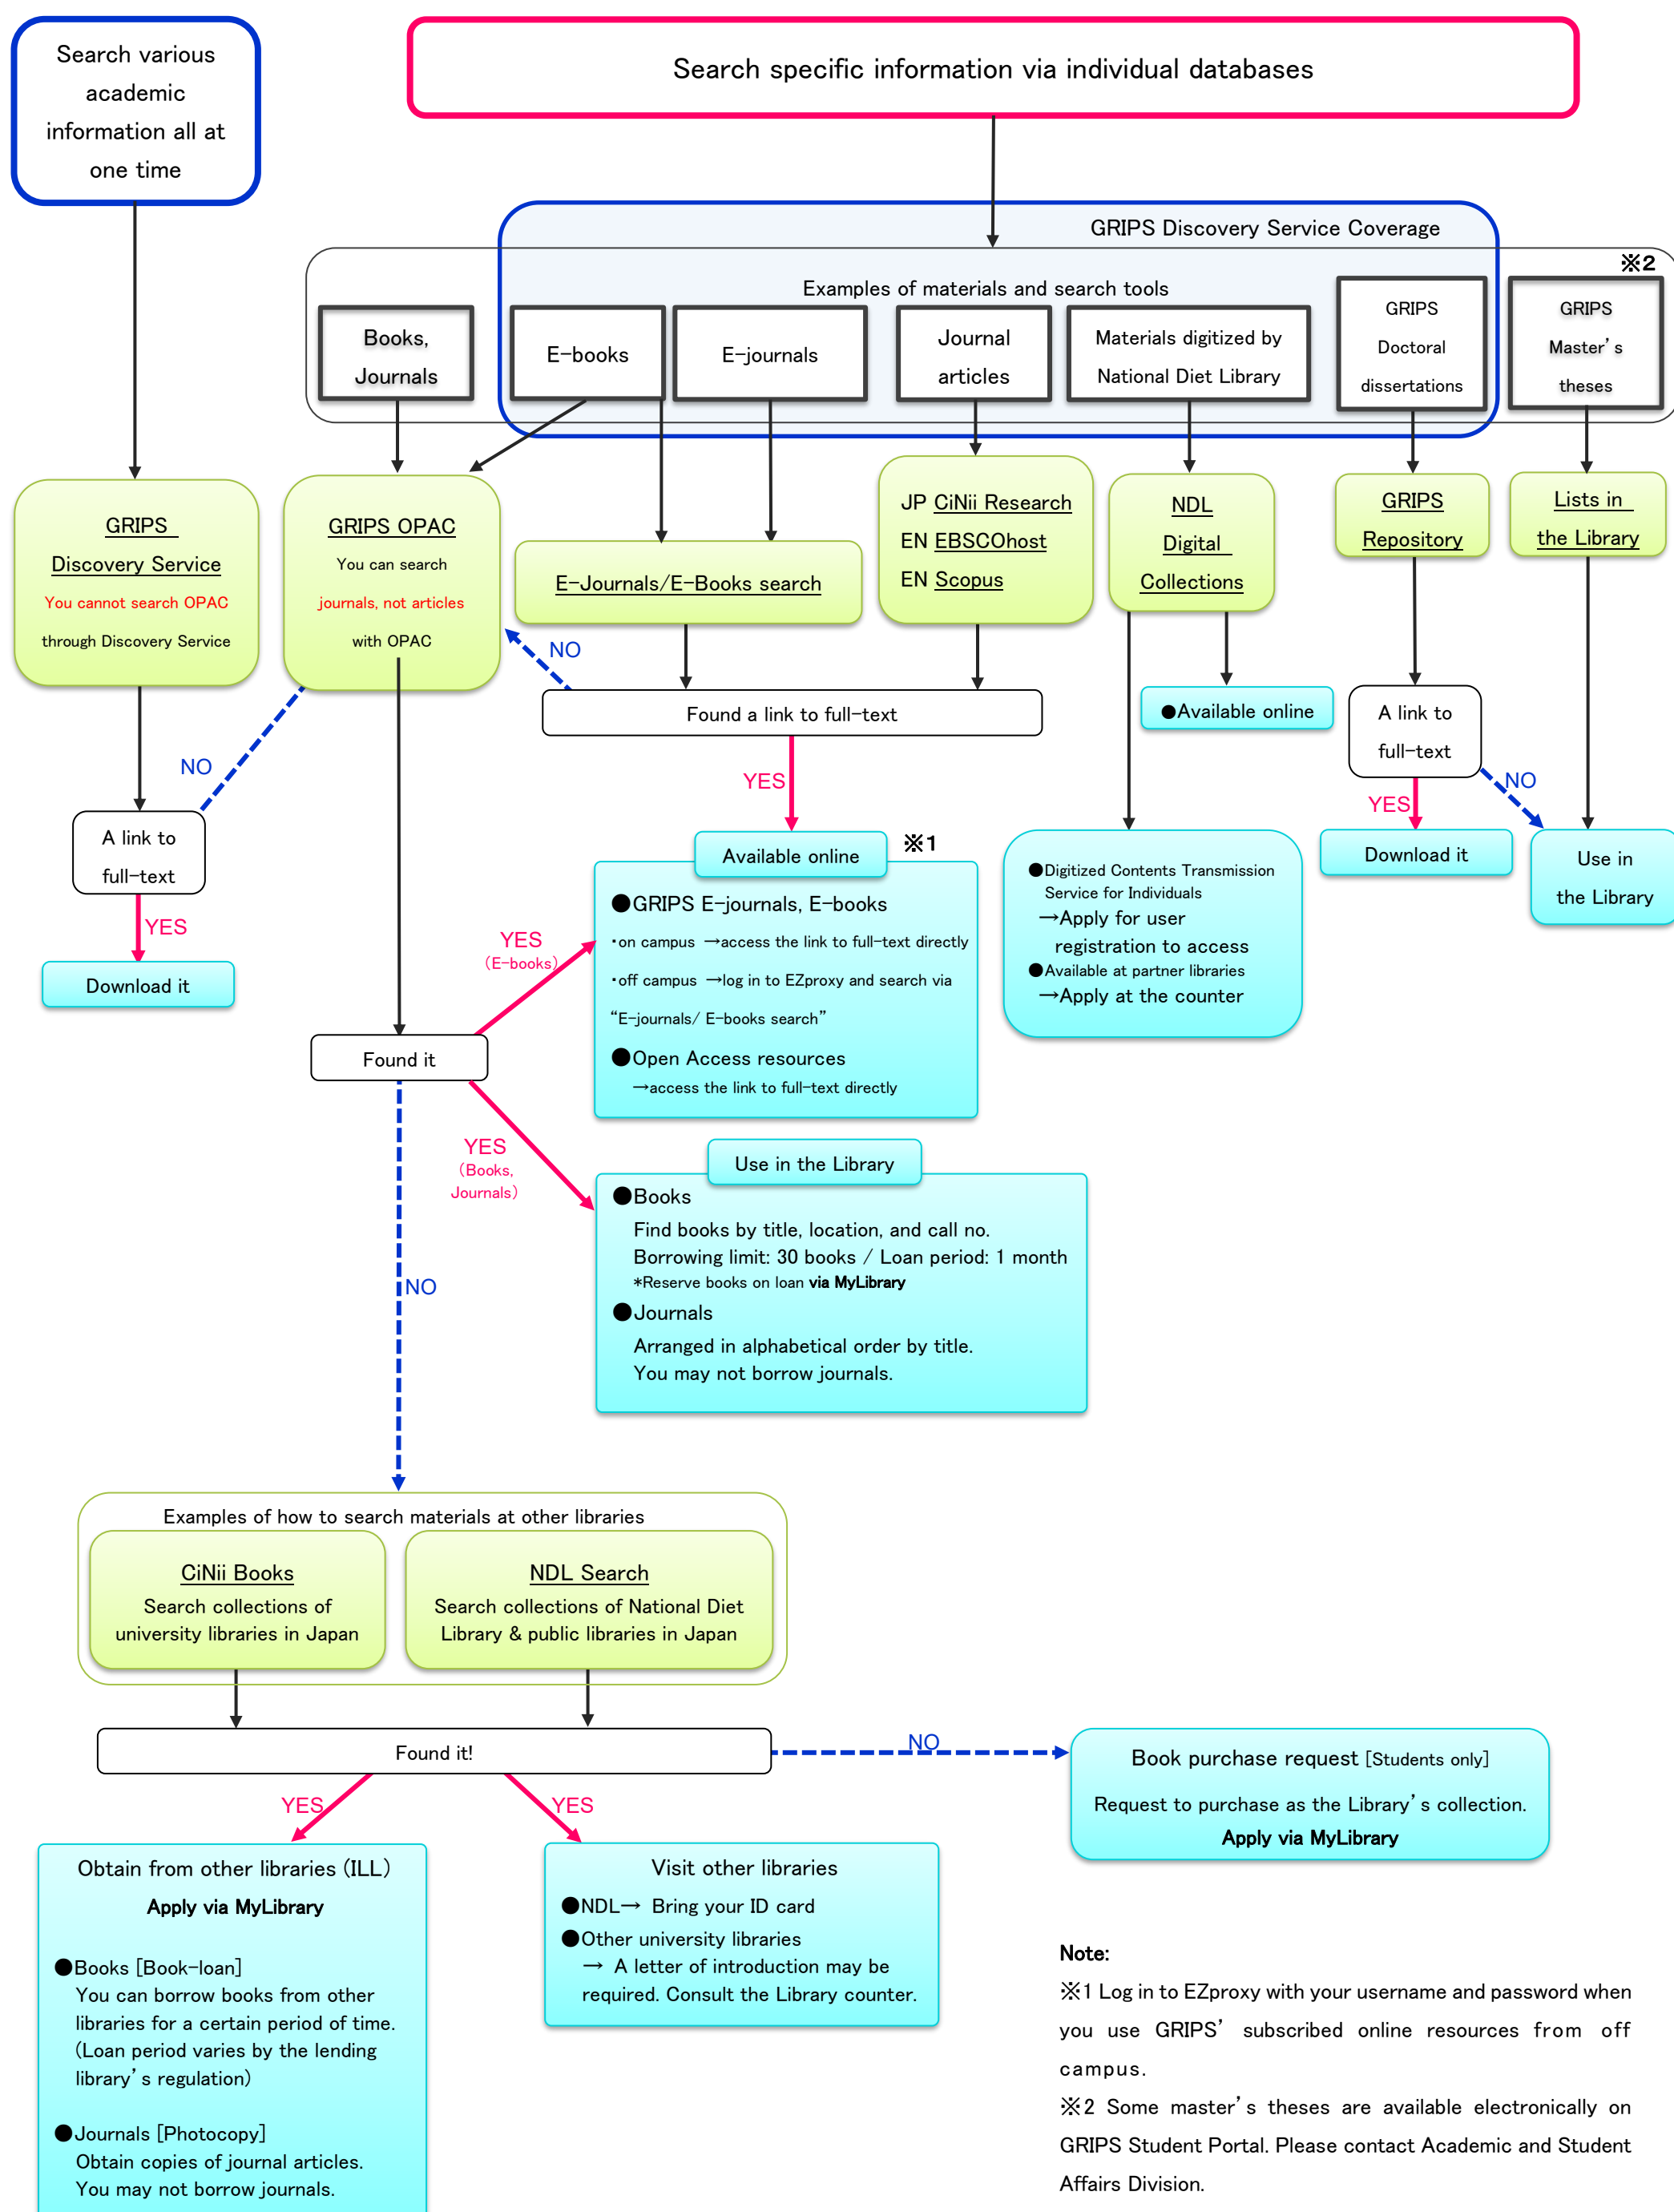 Search various
academic
information all at
one time
Search specific information via individual databases
GRIPS Discovery Service Coverage
※2
Examples of materials and search tools
Books,
Journals
E-books
E-journals
Journal
articles
Materials digitized by
National Diet Library
GRIPS
Doctoral
dissertations
GRIPS
Master's
theses
GRIPS
Discovery Service
You cannot search OPAC
through Discovery Service
GRIPS OPAC
You can search
journals, not articles
with OPAC
E-Journals/E-Books search
JP CiNii Research
EN EBSCOhost
EN Scopus
NDL
Digital
Collections
GRIPS
Repository
Lists in
the Library
NO
Found a link to full-text
●Available online
A link to
full-text
NO
YES
NO
YES
A link to
full-text
YES
Download it
Available online
※1
●GRIPS E-journals, E-books
・on campus →access the link to full-text directly
・off campus →log in to EZproxy and search via
“E-journals/ E-books search”
●Open Access resources
→access the link to full-text directly
●Digitized Contents Transmission
Service for Individuals
→Apply for user
registration to access
●Available at partner libraries
→Apply at the counter
Download it
Use in
the Library
YES
(E-books)
Found it
YES
(Books,
Journals)
NO
Use in the Library
●Books
Find books by title, location, and call no.
Borrowing limit: 30 books / Loan period: 1 month
*Reserve books on loan via MyLibrary
●Journals
Arranged in alphabetical order by title.
You may not borrow journals.
Examples of how to search materials at other libraries
CiNii Books
Search collections of
university libraries in Japan
NDL Search
Search collections of National Diet
Library & public libraries in Japan
Found it!
NO
YES
YES
Book purchase request [Students only]
Request to purchase as the Library's collection.
Apply via MyLibrary
Obtain from other libraries (ILL)
Apply via MyLibrary
●Books [Book-loan]
You can borrow books from other
libraries for a certain period of time.
(Loan period varies by the lending
library's regulation)
●Journals [Photocopy]
Obtain copies of journal articles.
You may not borrow journals.
Visit other libraries
●NDL→ Bring your ID card
●Other university libraries
→ A letter of introduction may be
required. Consult the Library counter.
Note:
※1 Log in to EZproxy with your username and password when
you use GRIPS' subscribed online resources from off
campus.
※2 Some master's theses are available electronically on
GRIPS Student Portal. Please contact Academic and Student
Affairs Division.